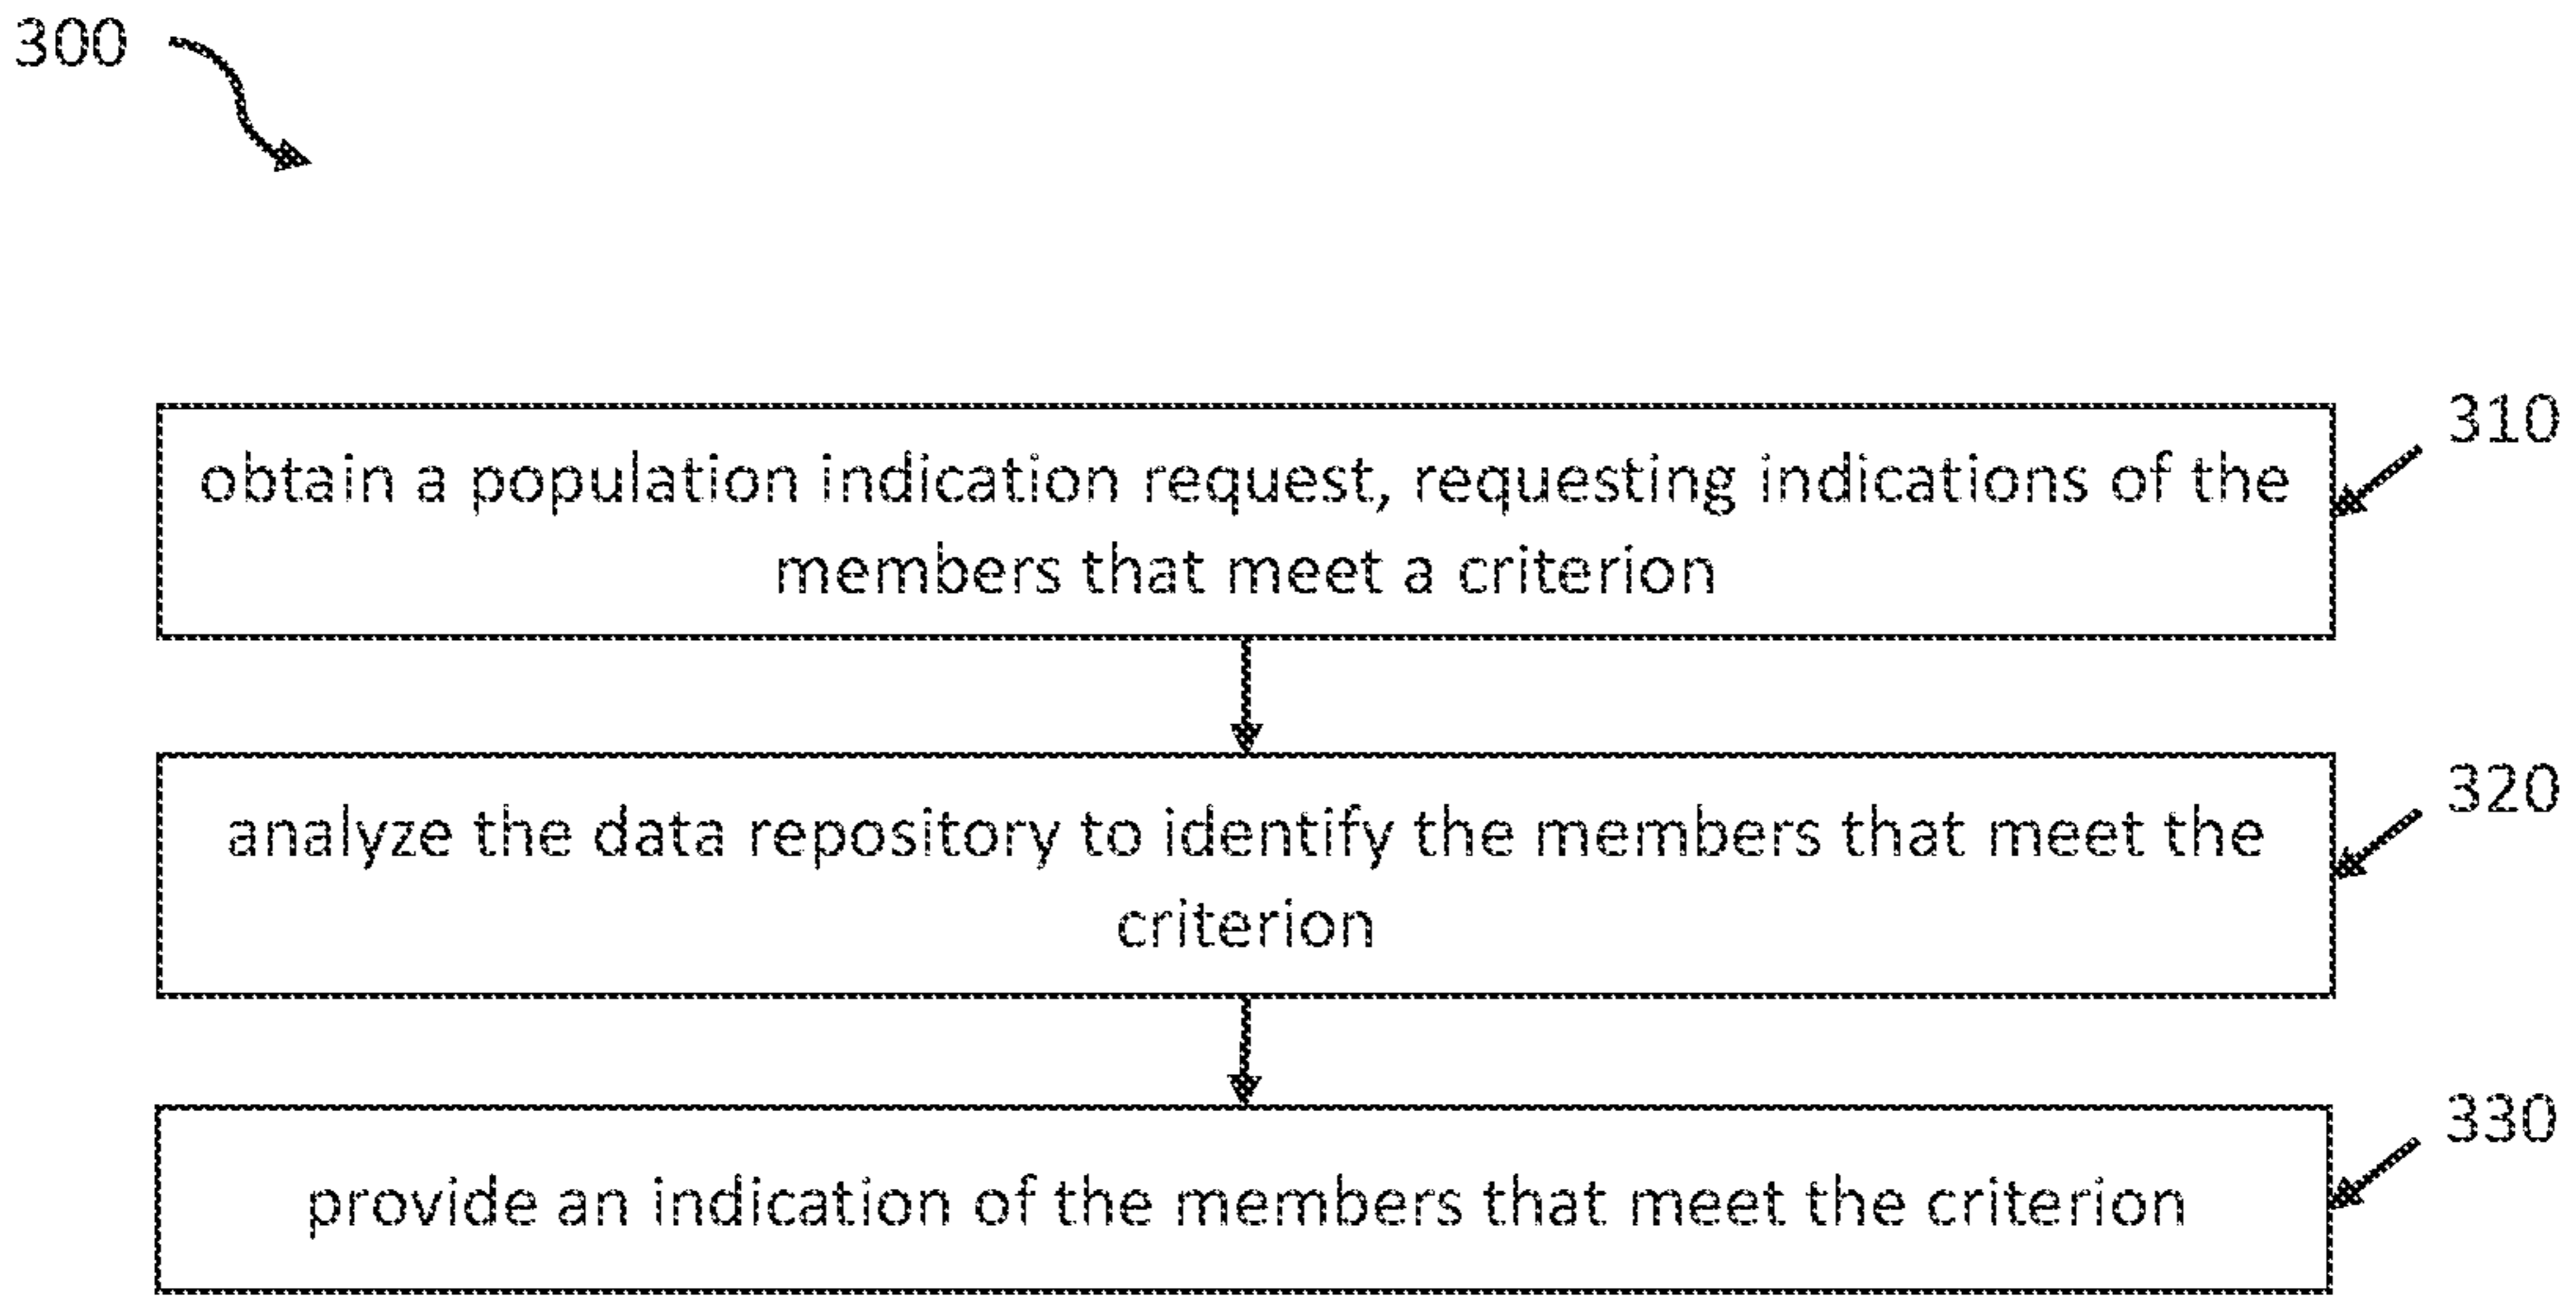 300
310
obtain a population indication request, requesting indications of the
members that meet a criterion
320
analyze the data repository to identify the members that meet the
criterion
330
provide an indication of the members that meet the criterion